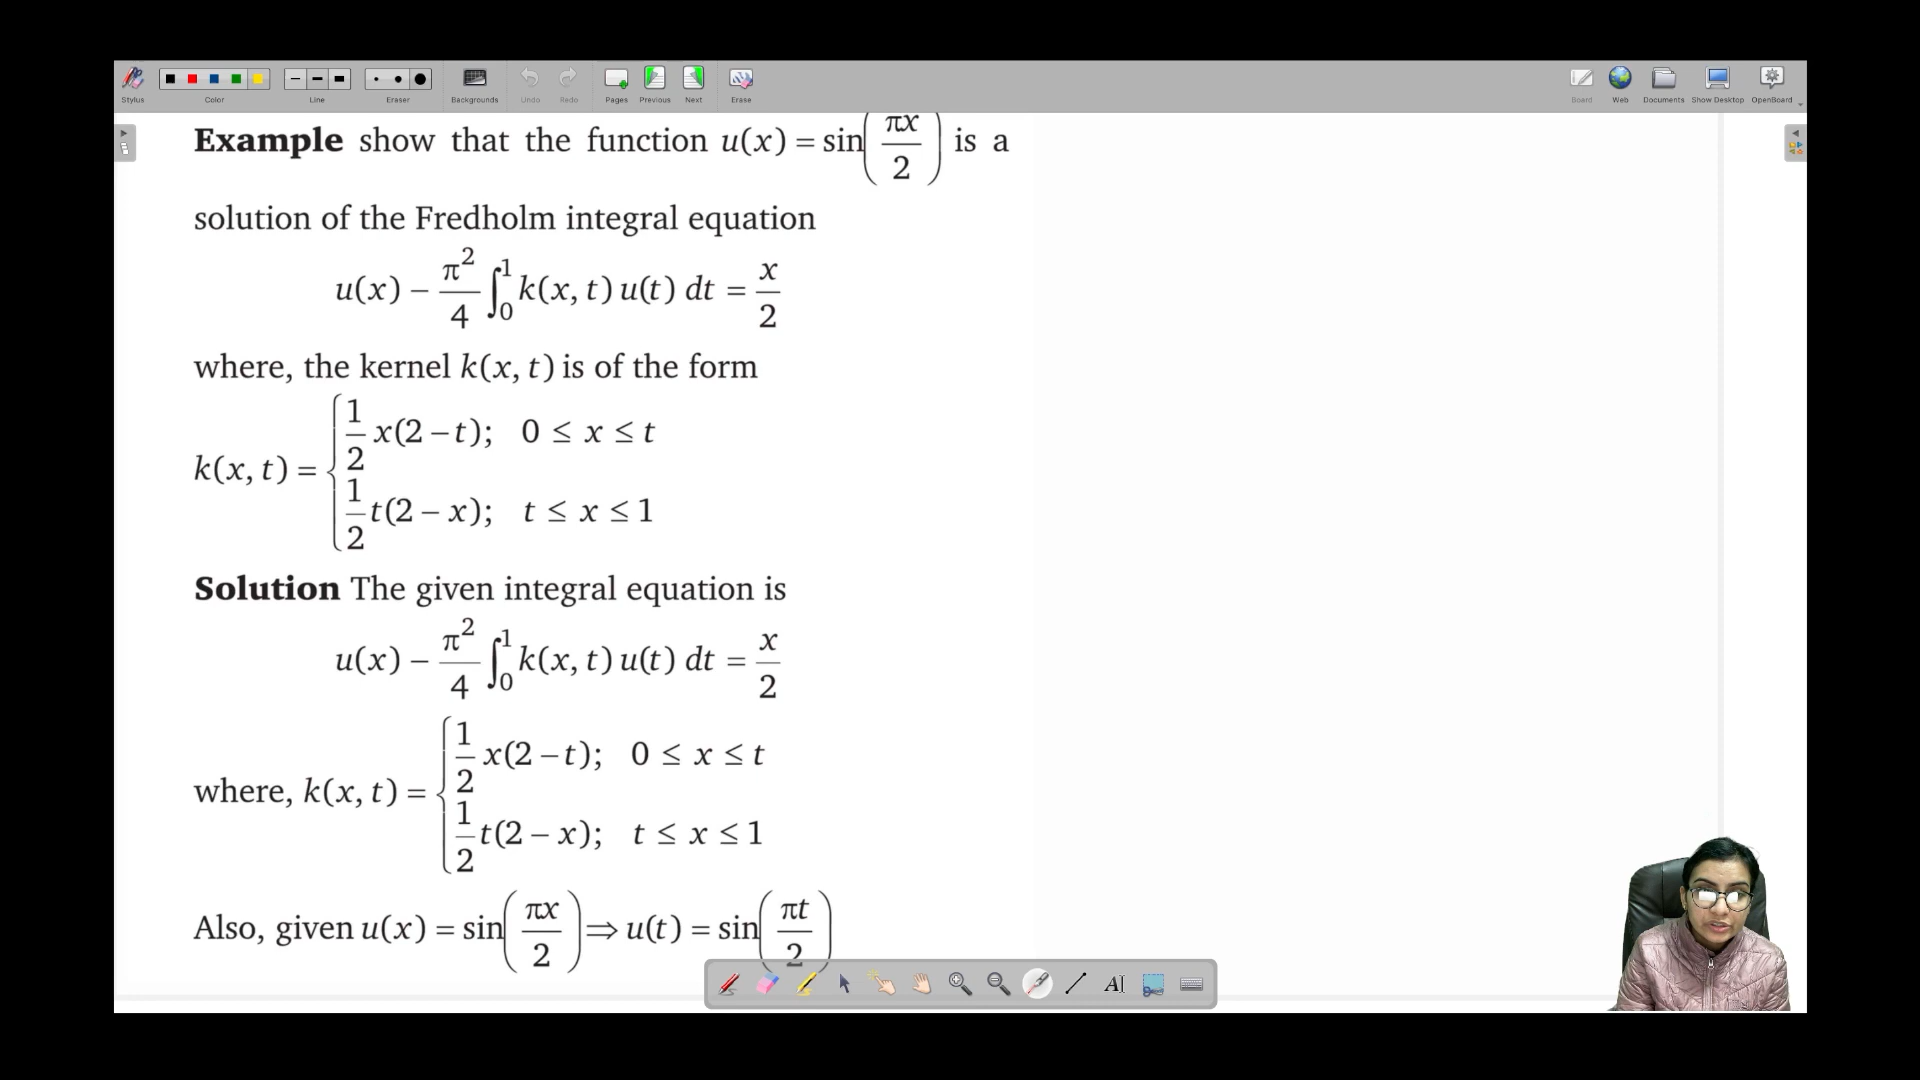 Stylus Color Line Eraser Backgrounds Undo Redo Pages Previous Next Erase Board Web Documents Show Desktop OpenBoard
Example show that the function u(x) = sin(πx/2) is a
solution of the Fredholm integral equation
u(x) − π²/4 ∫₀¹ k(x, t) u(t) dt = x/2
where, the kernel k(x, t) is of the form
k(x, t) = { 1/2 x(2 − t); 0 ≤ x ≤ t
1/2 t(2 − x); t ≤ x ≤ 1
Solution The given integral equation is
u(x) − π²/4 ∫₀¹ k(x, t) u(t) dt = x/2
where, k(x, t) = { 1/2 x(2 − t); 0 ≤ x ≤ t
1/2 t(2 − x); t ≤ x ≤ 1
Also, given u(x) = sin(πx/2) ⇒ u(t) = sin(πt/2)